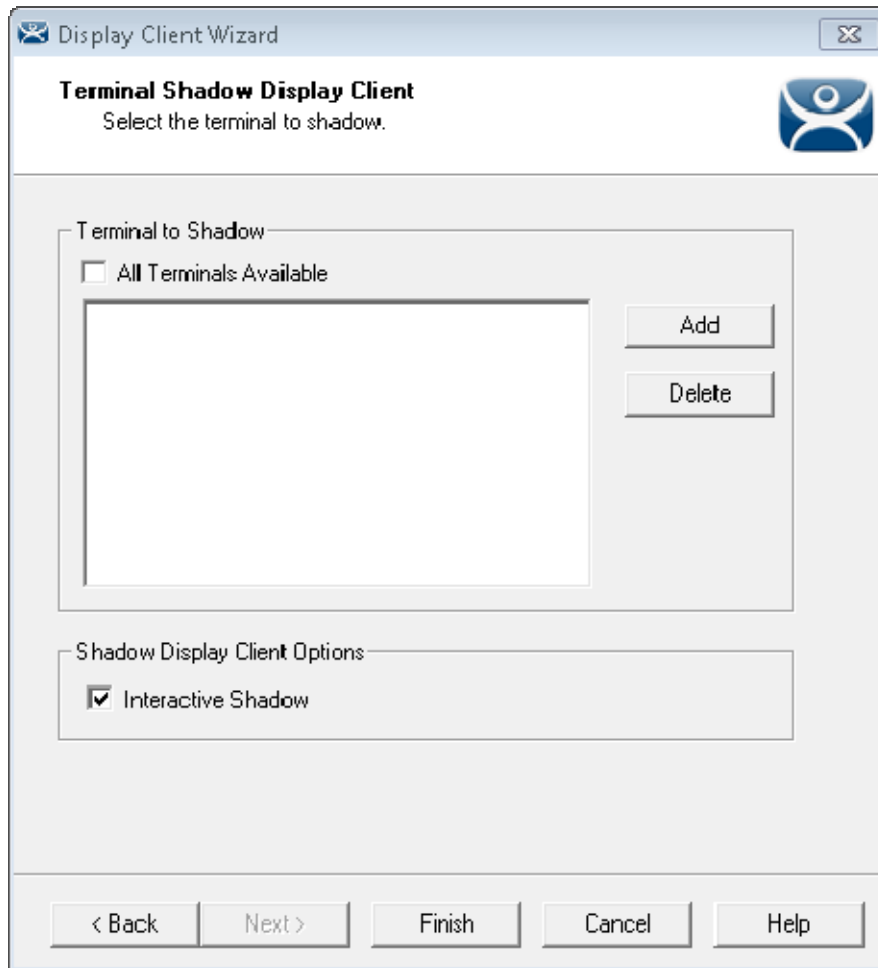 Display Client Wizard
Terminal Shadow Display Client
Select the terminal to shadow.
Terminal to Shadow
All Terminals Available
Add
Delete
Shadow Display Client Options
Interactive Shadow
< Back
Next >
Finish
Cancel
Help